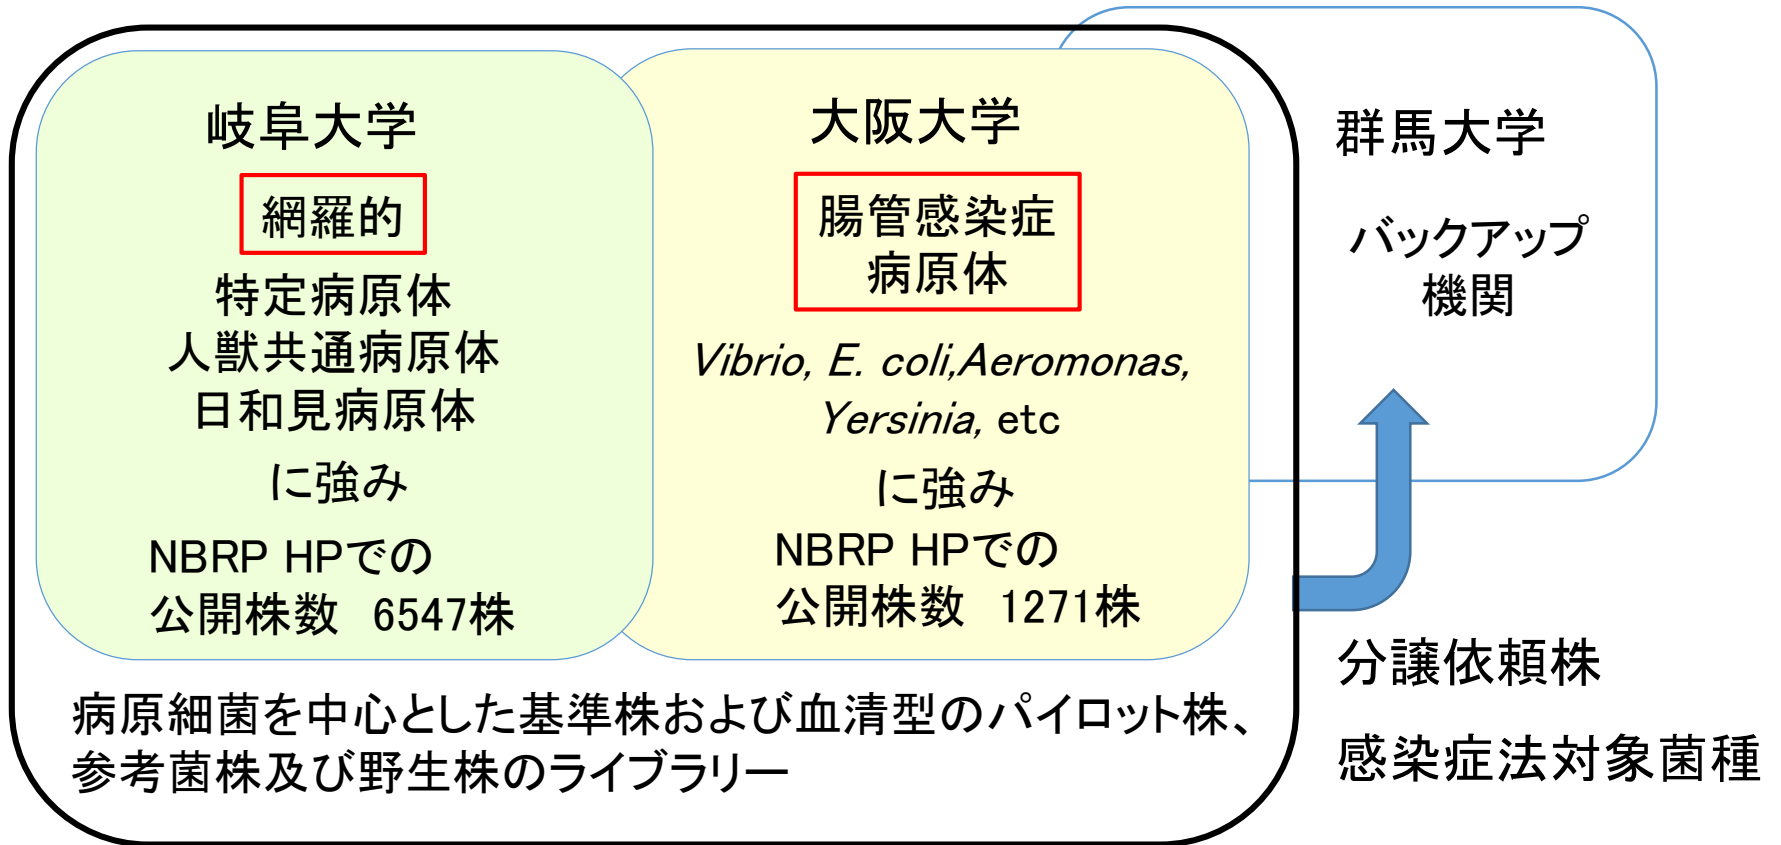 岐阜大学
網羅的
特定病原体
人獣共通病原体
日和見病原体
に強み
NBRP HPでの
公開株数　6547株
大阪大学
腸管感染症
病原体
Vibrio, E. coli,Aeromonas,
Yersinia, etc
に強み
NBRP HPでの
公開株数　1271株
群馬大学
バックアップ
機関
分譲依頼株
感染症法対象菌種
病原細菌を中心とした基準株および血清型のパイロット株、
参考菌株及び野生株のライブラリー